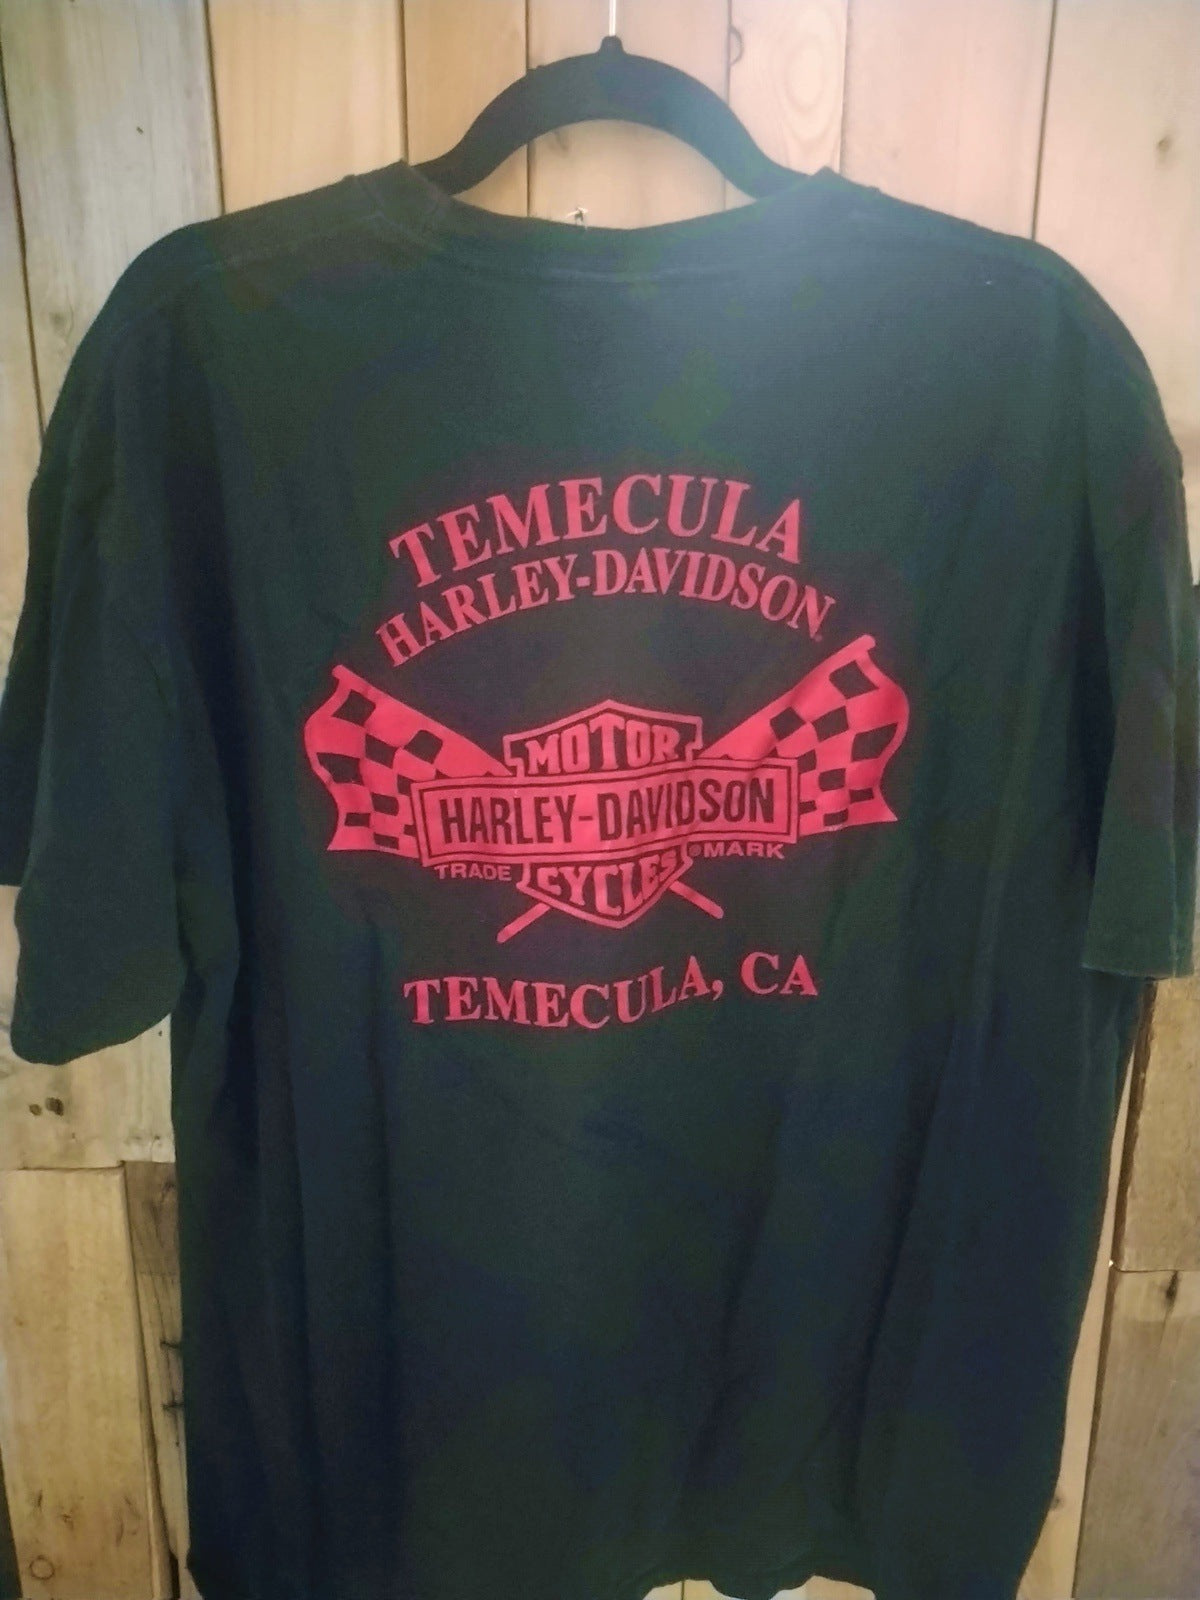 TEMECULA
HARLEY-DAVIDSON
MOTOR
HARLEY-DAVIDSON
TRADE ®MARK
CYCLES
TEMECULA, CA